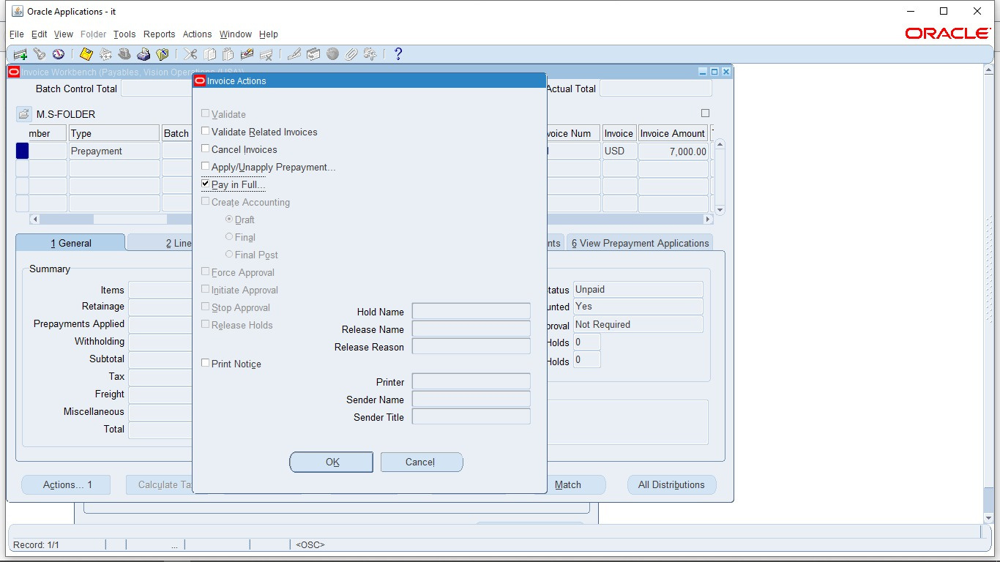 Oracle Applications - it
File Edit View Folder Tools Reports Actions Window Help
ORACLE
Invoice Workbench (Payables, Vision Operations (USA))
Invoice Actions
Batch Control Total
Actual Total
M.S-FOLDER
mber Type Batch voice Num Invoice Invoice Amount
Prepayment USD 7,000.00
Validate
Validate Related Invoices
Cancel Invoices
Apply/Unapply Prepayment...
Pay in Full...
Create Accounting
Draft
Final
Final Post
Force Approval
Initiate Approval
Stop Approval
Release Holds
Hold Name
Release Name
Release Reason
Print Notice
Printer
Sender Name
Sender Title
OK Cancel
1 General 2 Line nts 6 View Prepayment Applications
Summary
Items
Retainage
Prepayments Applied
Withholding
Subtotal
Tax
Freight
Miscellaneous
Total
tatus Unpaid
unted Yes
proval Not Required
Holds 0
Holds 0
Actions... 1 Calculate Ta Match All Distributions
Record: 1/1 ... <OSC>